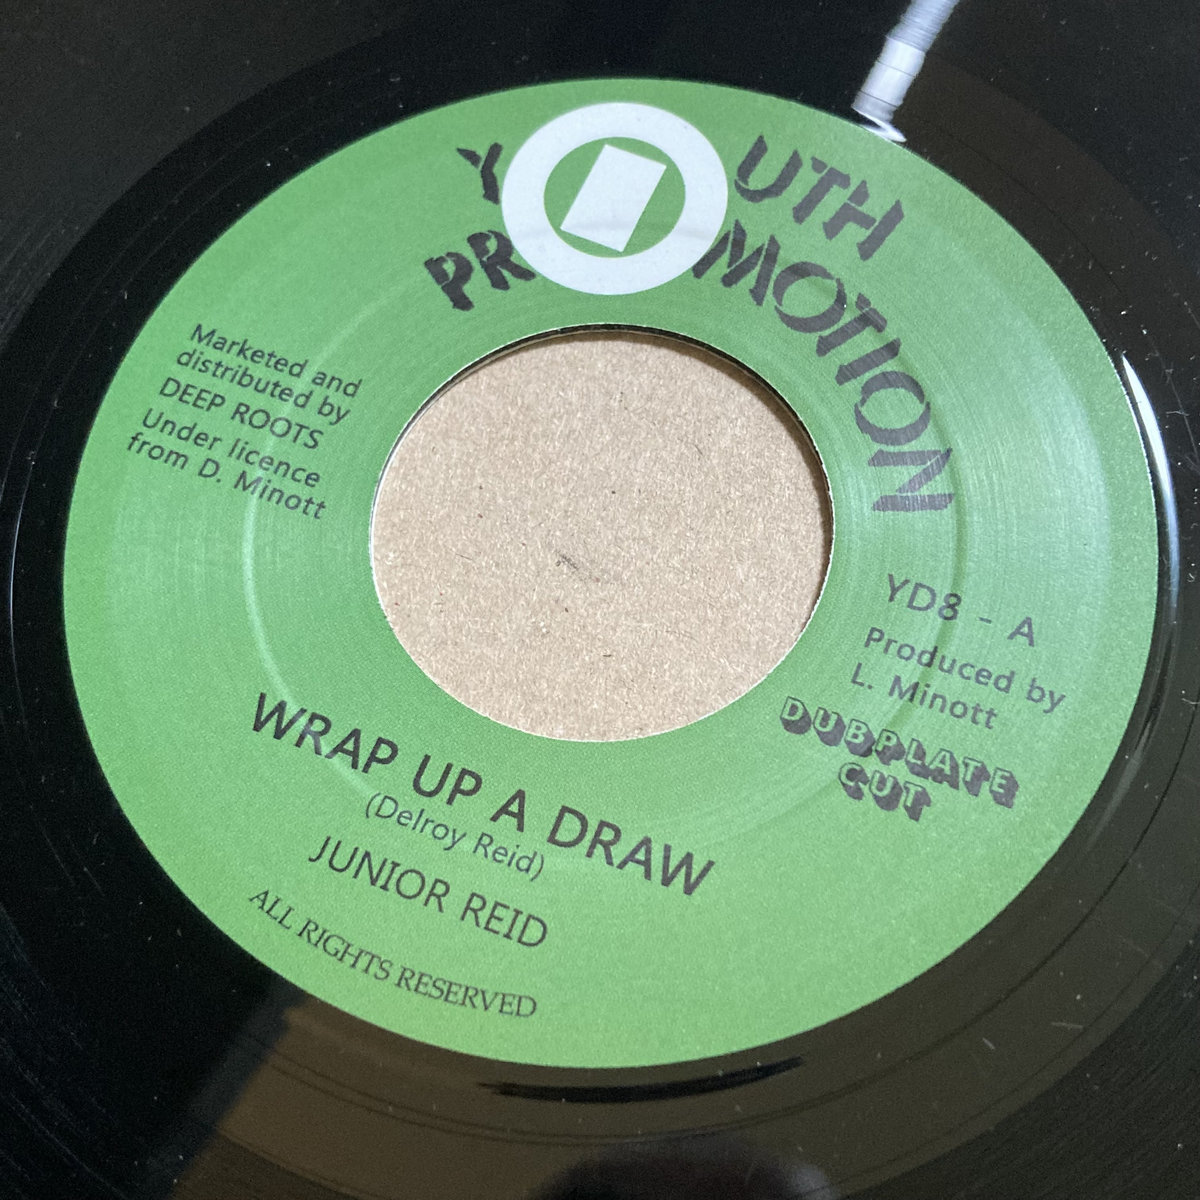 YOUTH
PROMOTION
Marketed and
distributed by
DEEP ROOTS
Under licence
from D. Minott
YD8 - A
Produced by
L. Minott
DUBPLATE
CUT
WRAP UP A DRAW
(Delroy Reid)
JUNIOR REID
ALL RIGHTS RESERVED